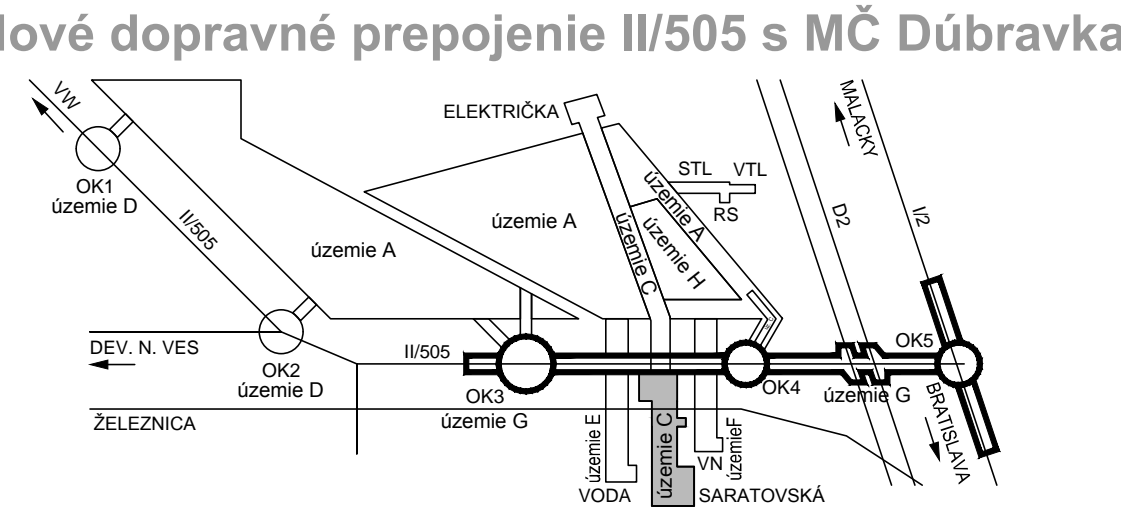 Nové dopravné prepojenie II/505 s MČ Dúbravka
VW
ELEKTRIČKA
MALACKY
OK1
územie D
II/505
územie A
územie A
územie C
územie A
STL
VTL
RS
územie H
D2
I/2
DEV. N. VES
OK2
územie D
II/505
OK3
územie G
OK4
OK5
územie G
BRATISLAVA
ŽELEZNICA
územie E
VODA
územie C
SARATOVSKÁ
VN
územieF